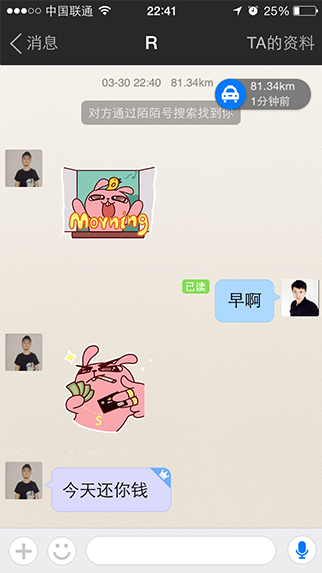 中国联通 22:41 25%
消息 R TA的资料
03-30 22:40 81.34km
81.34km
1分钟前
对方通过陌陌号搜索找到你
Morning
已读
早啊
S
今天还你钱